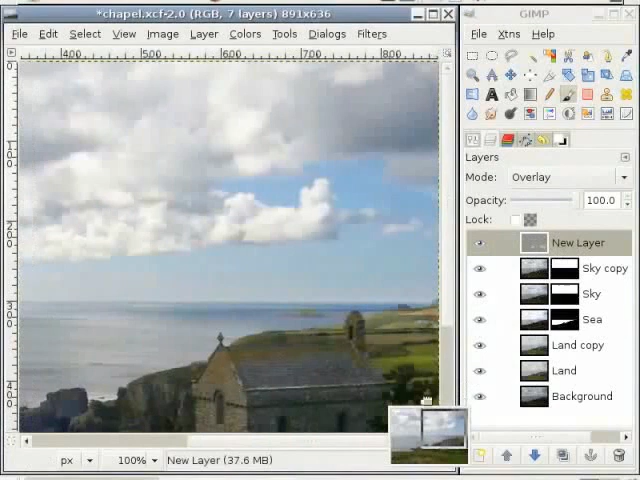 *chapel.xcf-2.0 (RGB, 7 layers) 891x636
File Edit Select View Image Layer Colors Tools Dialogs Filters
400 500 600 700 800
px 100% New Layer (37.6 MB)
GIMP
File Xtns Help
Layers
Mode: Overlay
Opacity: 100.0
Lock:
New Layer
Sky copy
Sky
Sea
Land copy
Land
Background